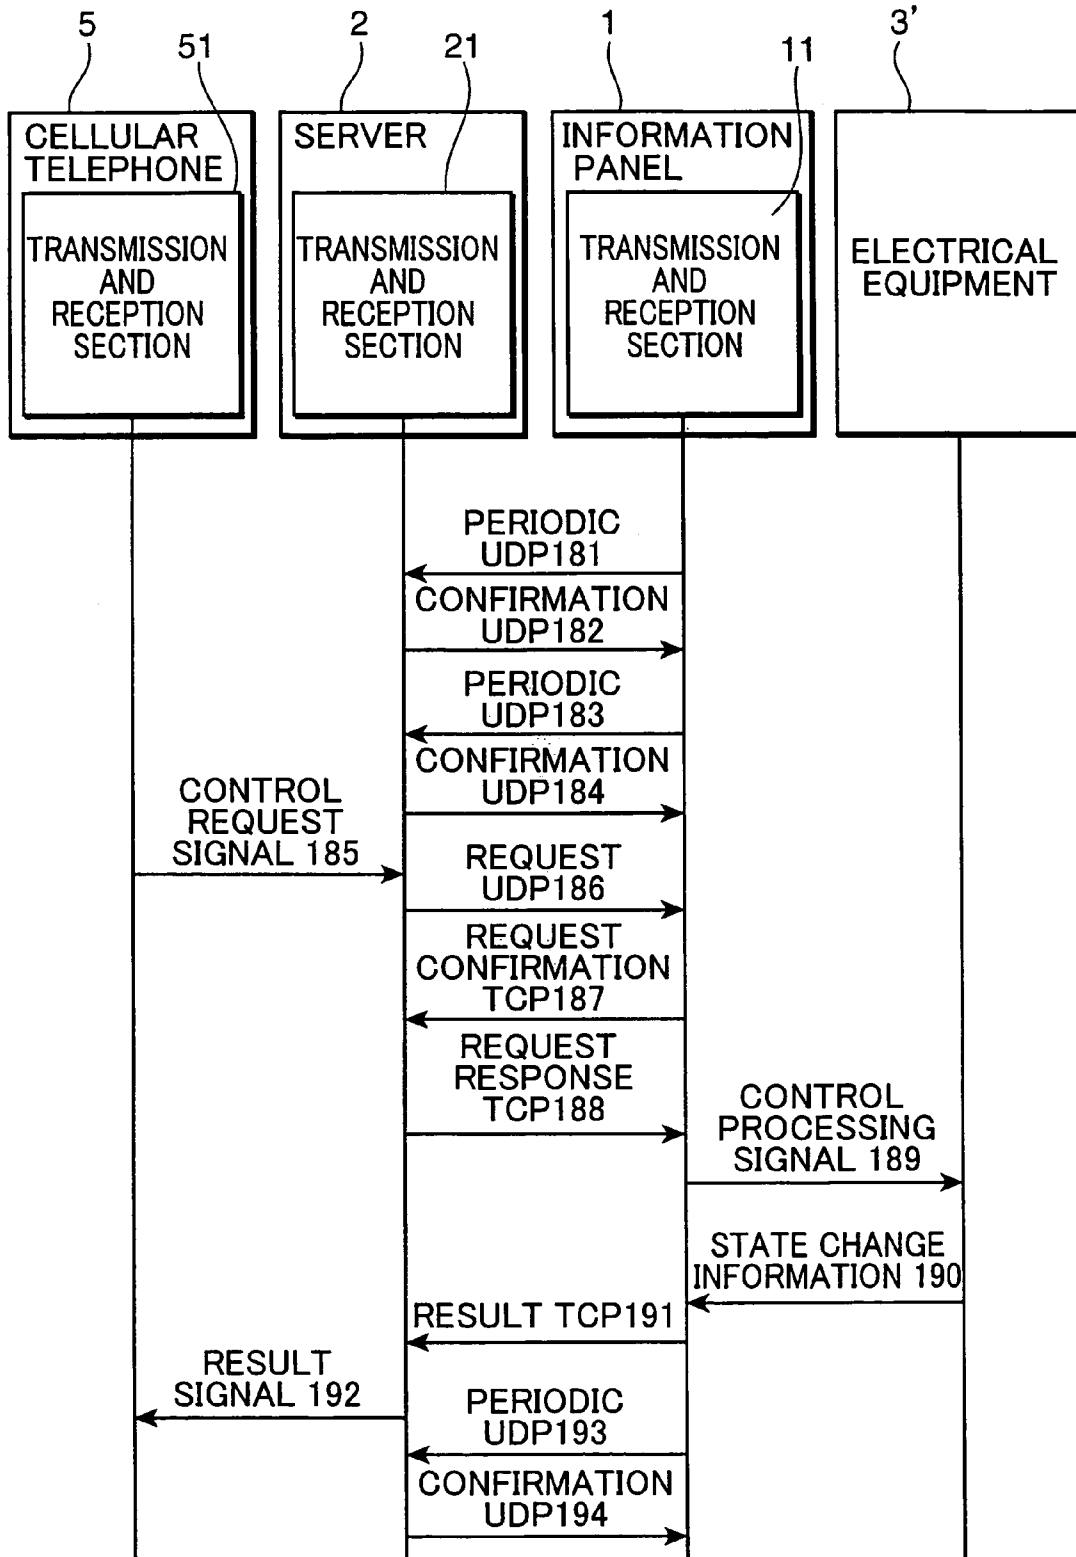 5
51
2
21
1
11
3'
CELLULAR
TELEPHONE
SERVER
INFORMATION
PANEL
TRANSMISSION
AND
RECEPTION
SECTION
TRANSMISSION
AND
RECEPTION
SECTION
TRANSMISSION
AND
RECEPTION
SECTION
ELECTRICAL
EQUIPMENT
PERIODIC
UDP181
CONFIRMATION
UDP182
PERIODIC
UDP183
CONFIRMATION
UDP184
CONTROL
REQUEST
SIGNAL 185
REQUEST
UDP186
REQUEST
CONFIRMATION
TCP187
REQUEST
RESPONSE
TCP188
CONTROL
PROCESSING
SIGNAL 189
STATE CHANGE
INFORMATION 190
RESULT TCP191
RESULT
SIGNAL 192
PERIODIC
UDP193
CONFIRMATION
UDP194